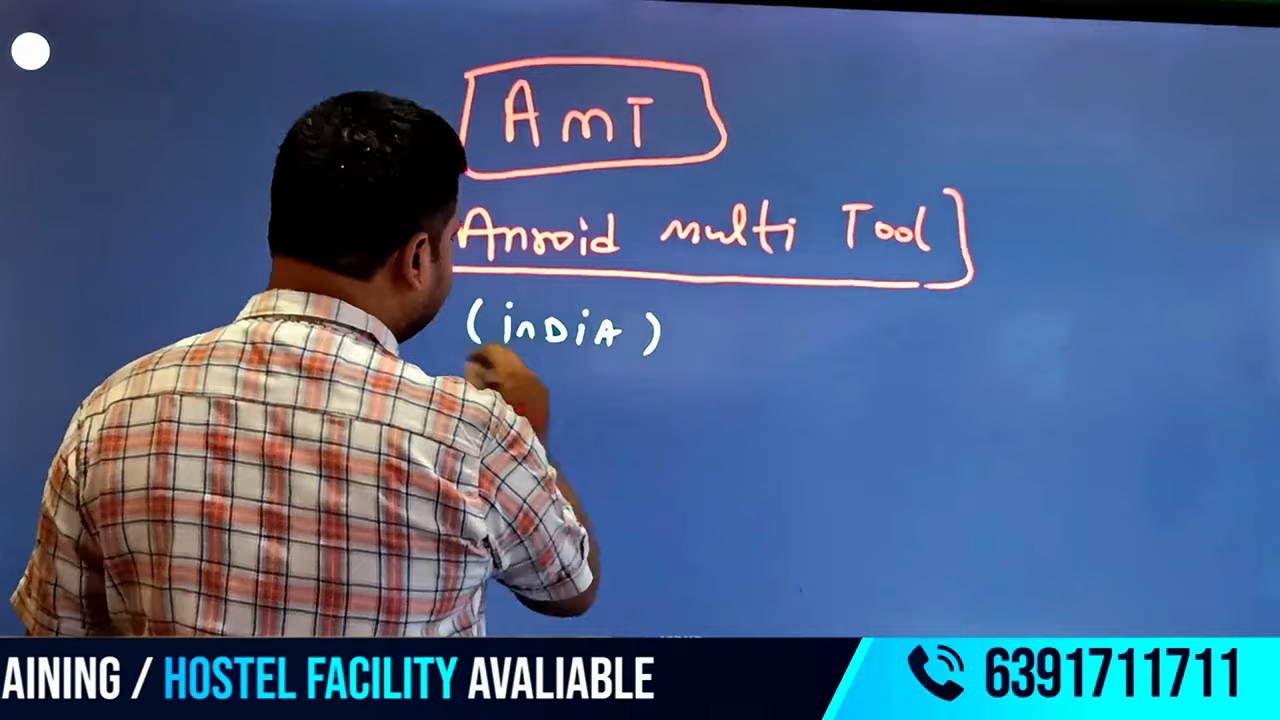 AmT
Anroid multi Tool
(inDiA)
AINING / HOSTEL FACILITY AVALIABLE
6391711711